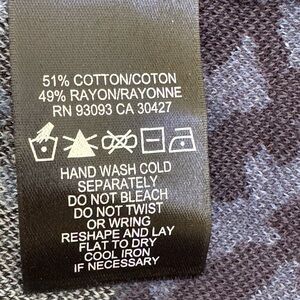 51% COTTON/COTON
49% RAYON/RAYONNE
RN 93093 CA 30427
HAND WASH COLD
SEPARATELY
DO NOT BLEACH
DO NOT TWIST
OR WRING
RESHAPE AND LAY
FLAT TO DRY
COOL IRON
IF NECESSARY